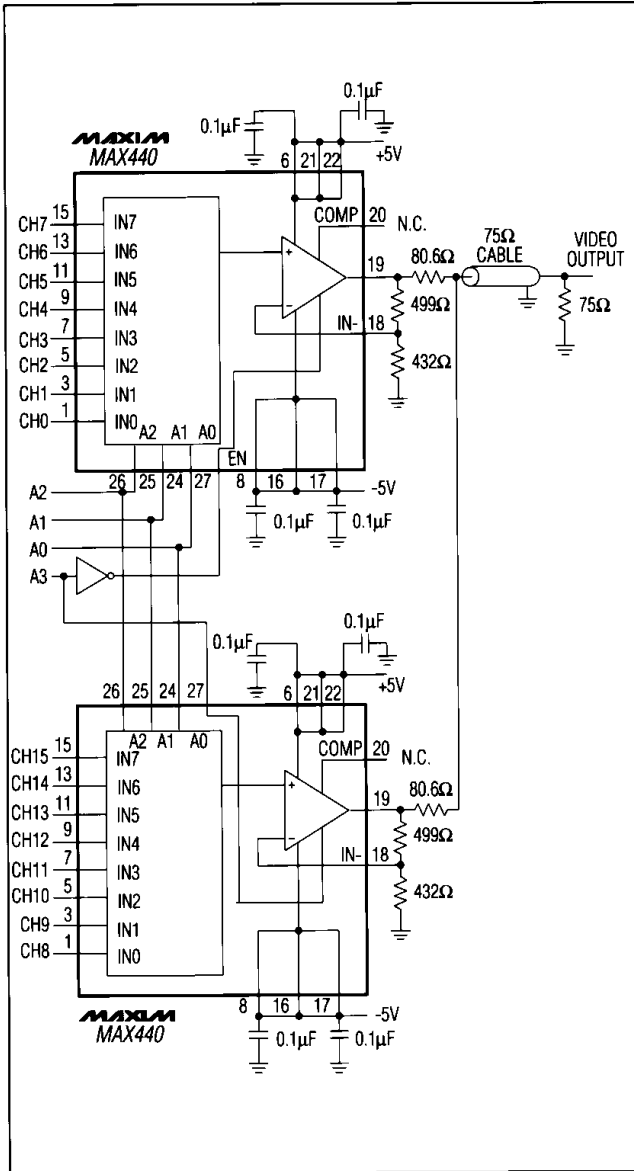 0.1µF
0.1µF
MAXIM
MAX440
6 21 22
+5V
COMP 20
N.C.
CH7 15 IN7
CH6 13 IN6
CH5 11 IN5
CH4 9 IN4
CH3 7 IN3
CH2 5 IN2
CH1 3 IN1
CH0 1 IN0
A2 A1 A0
+
−
19
80.6Ω
75Ω
CABLE
VIDEO
OUTPUT
499Ω
75Ω
IN- 18
432Ω
EN
26 25 24 27
8 16 17
-5V
0.1µF
0.1µF
A2
A1
A0
A3
0.1µF
0.1µF
26 25 24 27
6 21 22
+5V
A2 A1 A0
COMP 20
N.C.
CH15 15 IN7
CH14 13 IN6
CH13 11 IN5
CH12 9 IN4
CH11 7 IN3
CH10 5 IN2
CH9 3 IN1
CH8 1 IN0
+
−
19
80.6Ω
499Ω
IN- 18
432Ω
8 16 17
-5V
0.1µF
0.1µF
MAXIM
MAX440